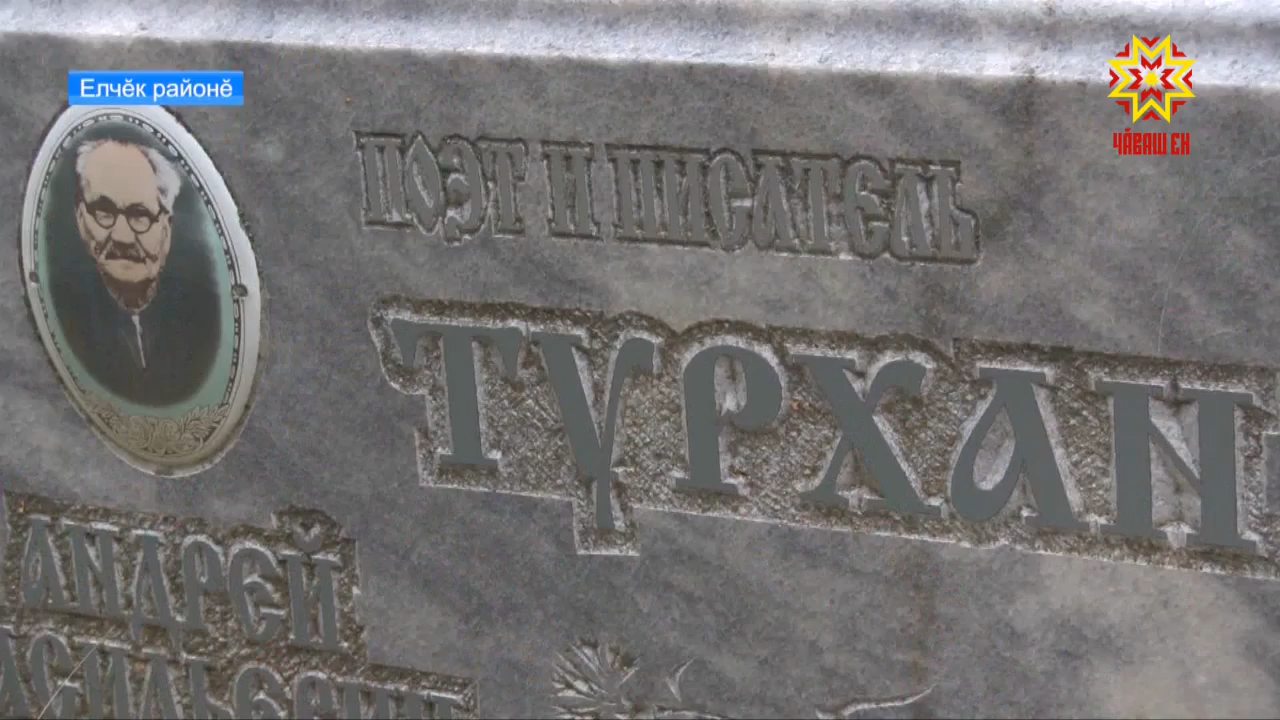 Елчӗк районӗ
ЧӐВАШ ЕН
ПОЭТ И ПИСАТЕЛЬ
ТУРХАН
АНДРЕЙ